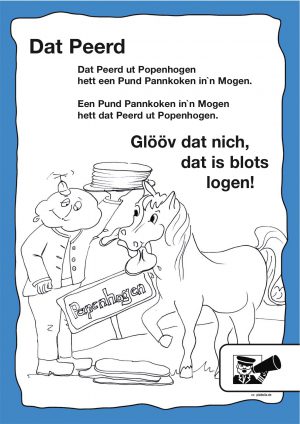 Dat Peerd
Dat Peerd ut Popenhogen
hett een Pund Pannkoken in`n Mogen.
Een Pund Pannkoken in`n Mogen
hett dat Peerd ut Popenhogen.
Glööv dat nich,
dat is blots
logen!
Popenhogen